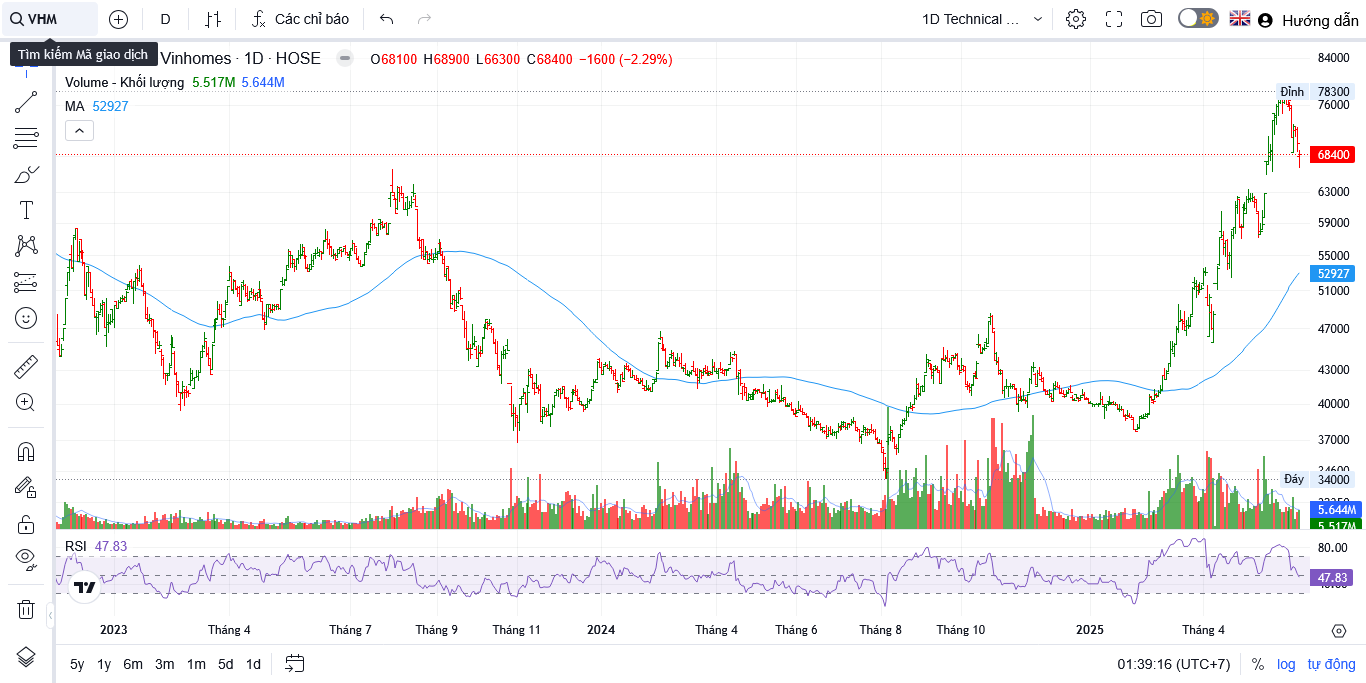 VHM D Các chỉ báo 1D Technical ... Hướng dẫn
Tìm kiếm Mã giao dịch Vinhomes · 1D · HOSE O68100 H68900 L66300 C68400 −1600 (−2.29%)
Volume - Khối lượng 5.517M 5.644M
MA 52927
84000
Đỉnh 78300
76000
68400
63000
59000
55000
52927
51000
47000
43000
40000
37000
34600
Đáy 34000
5.644M
5.517M
RSI 47.83
80.00
47.83
2023 Tháng 4 Tháng 7 Tháng 9 Tháng 11 2024 Tháng 4 Tháng 6 Tháng 8 Tháng 10 2025 Tháng 4
5y 1y 6m 3m 1m 5d 1d 01:39:16 (UTC+7) % log tự động